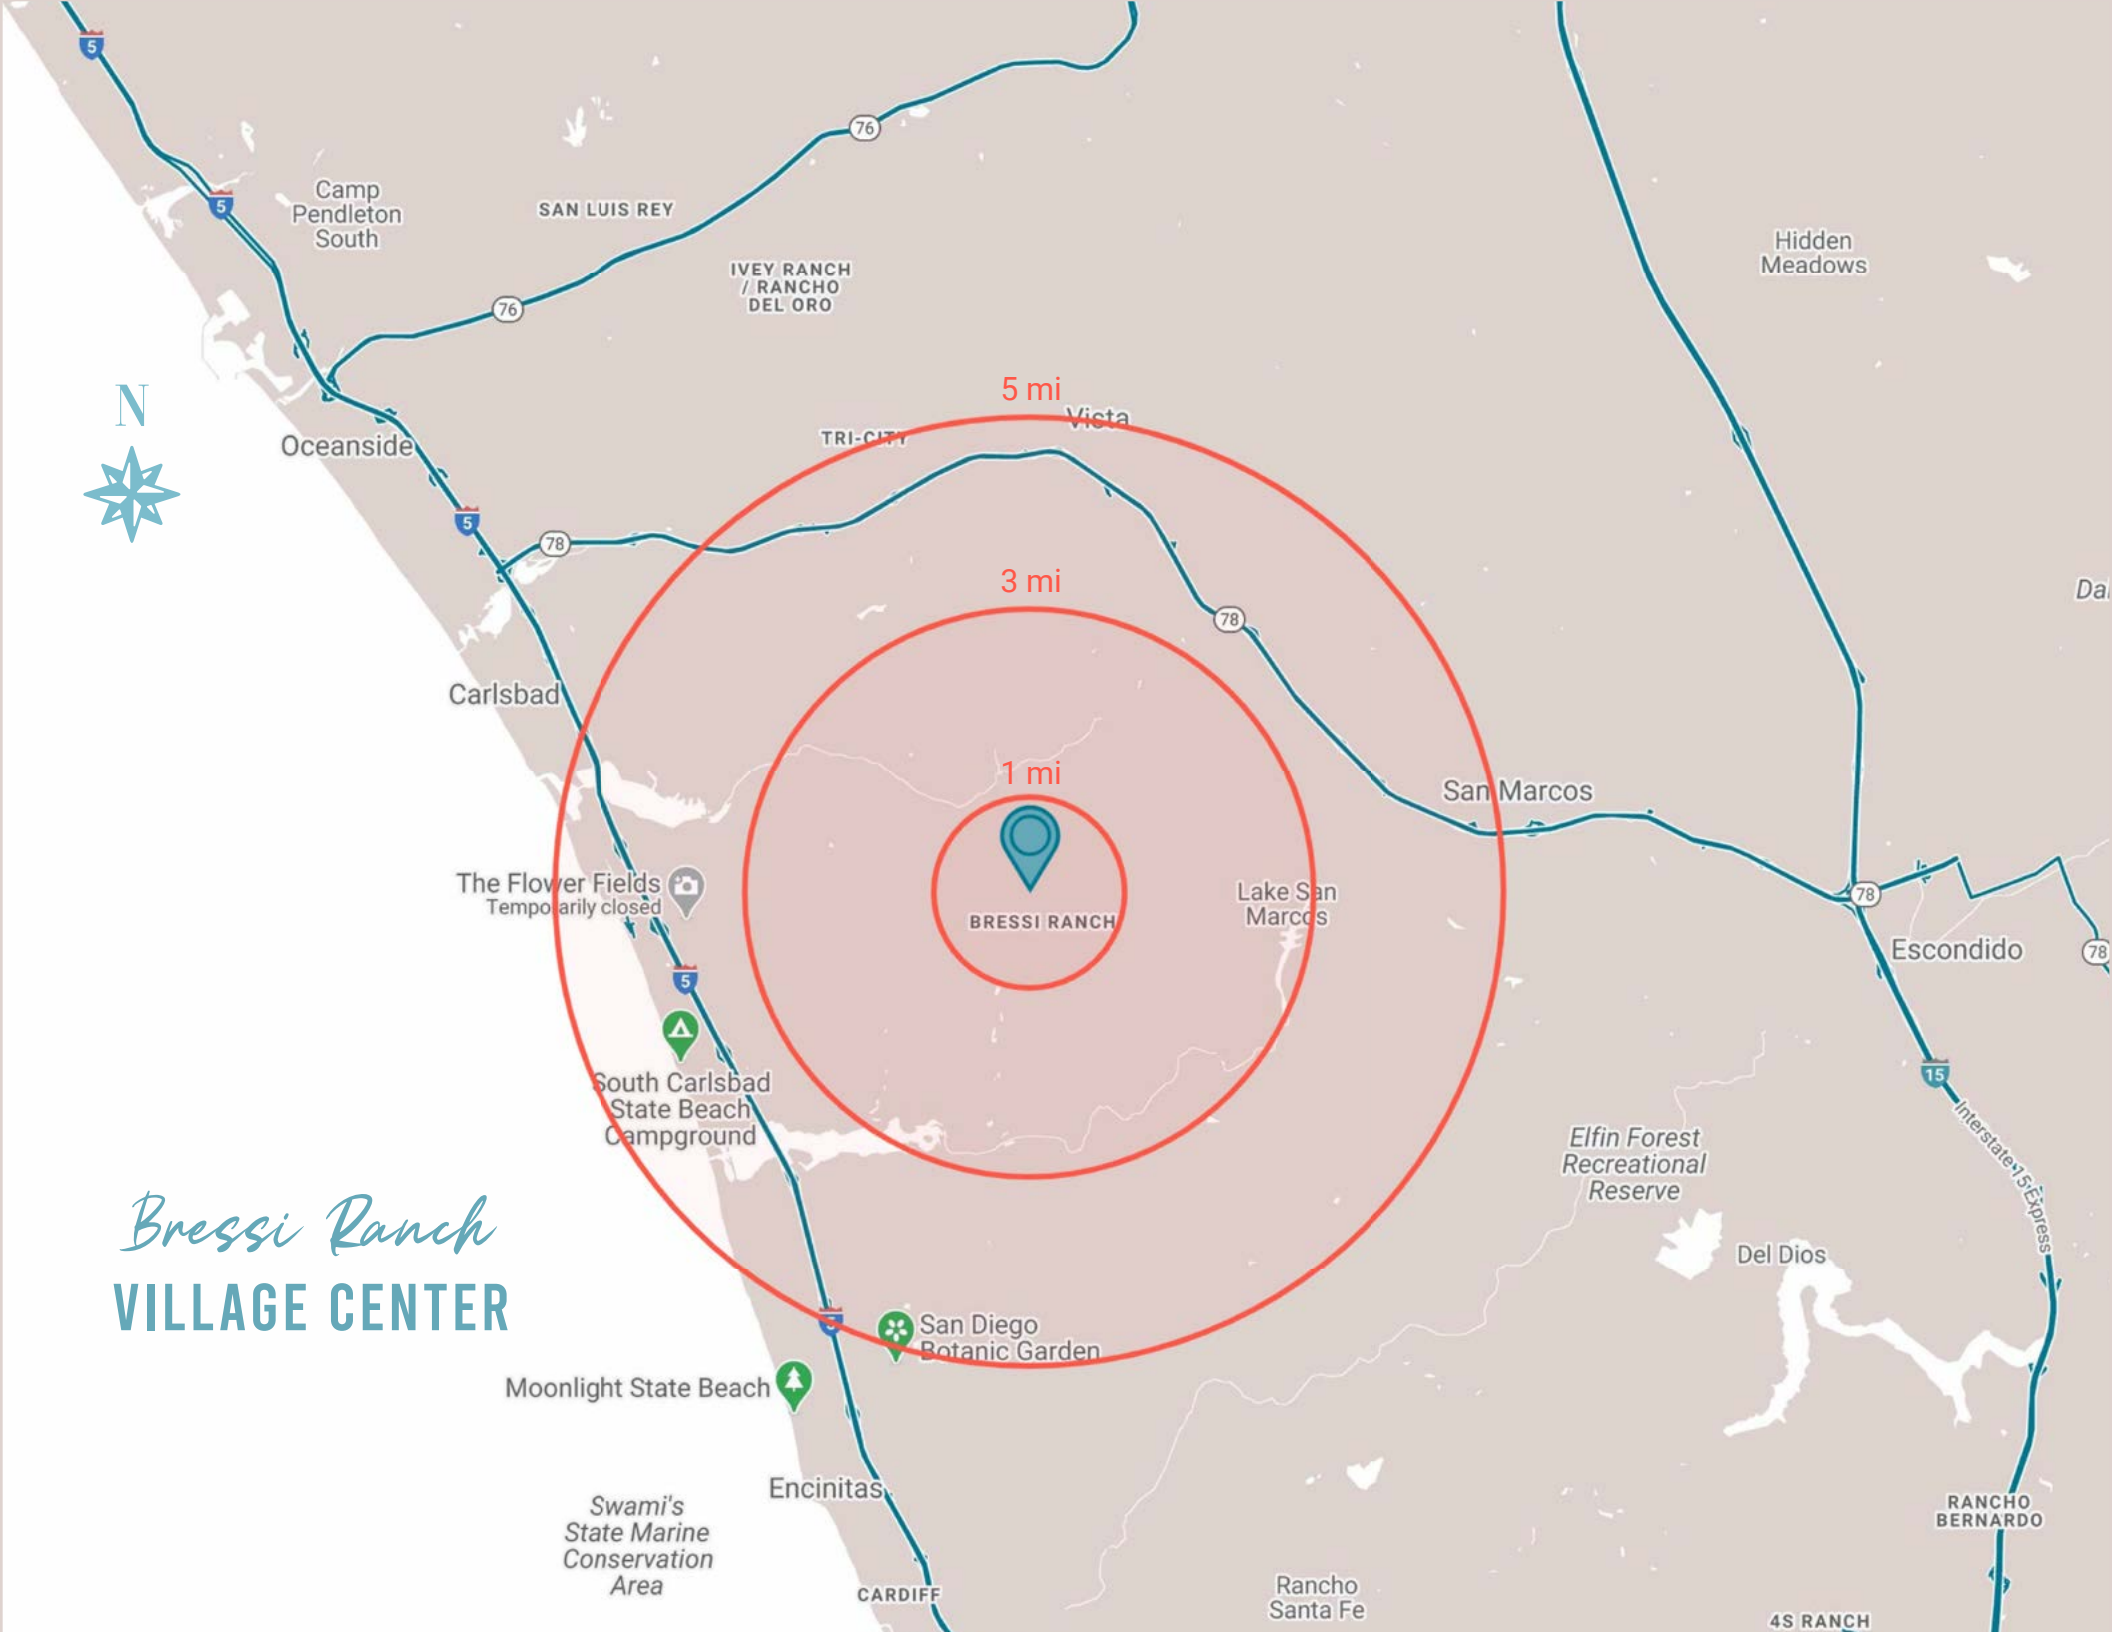 5
76
5
Camp
Pendleton
South
SAN LUIS REY
Hidden
Meadows
IVEY RANCH
/ RANCHO
DEL ORO
76
N
5 mi
Vista
TRI-CITY
Oceanside
5
78
3 mi
78
Carlsbad
1 mi
San Marcos
The Flower Fields
Temporarily closed
BRESSI RANCH
Lake San
Marcos
78
Escondido
78
5
15
Interstate 15 Express
South Carlsbad
State Beach
Campground
Elfin Forest
Recreational
Reserve
Del Dios
Bressi Ranch
VILLAGE CENTER
5
San Diego
Botanic Garden
Moonlight State Beach
Encinitas
Swami's
State Marine
Conservation
Area
CARDIFF
Rancho
Santa Fe
RANCHO
BERNARDO
4S RANCH